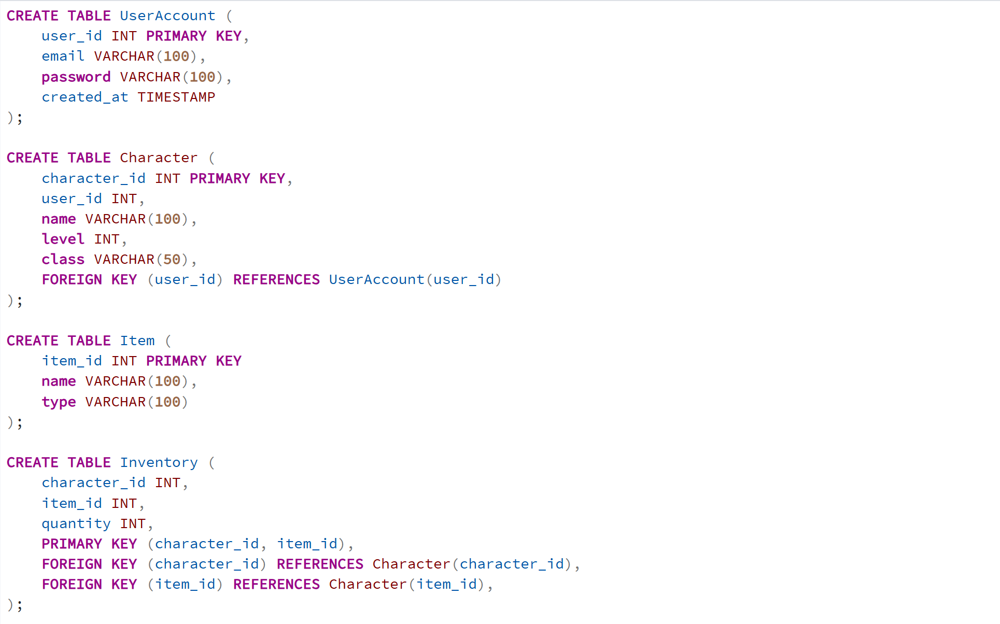 CREATE TABLE UserAccount (
    user_id INT PRIMARY KEY,
    email VARCHAR(100),
    password VARCHAR(100),
    created_at TIMESTAMP
);

CREATE TABLE Character (
    character_id INT PRIMARY KEY,
    user_id INT,
    name VARCHAR(100),
    level INT,
    class VARCHAR(50),
    FOREIGN KEY (user_id) REFERENCES UserAccount(user_id)
);

CREATE TABLE Item (
    item_id INT PRIMARY KEY
    name VARCHAR(100),
    type VARCHAR(100)
);

CREATE TABLE Inventory (
    character_id INT,
    item_id INT,
    quantity INT,
    PRIMARY KEY (character_id, item_id),
    FOREIGN KEY (character_id) REFERENCES Character(character_id),
    FOREIGN KEY (item_id) REFERENCES Character(item_id),
);